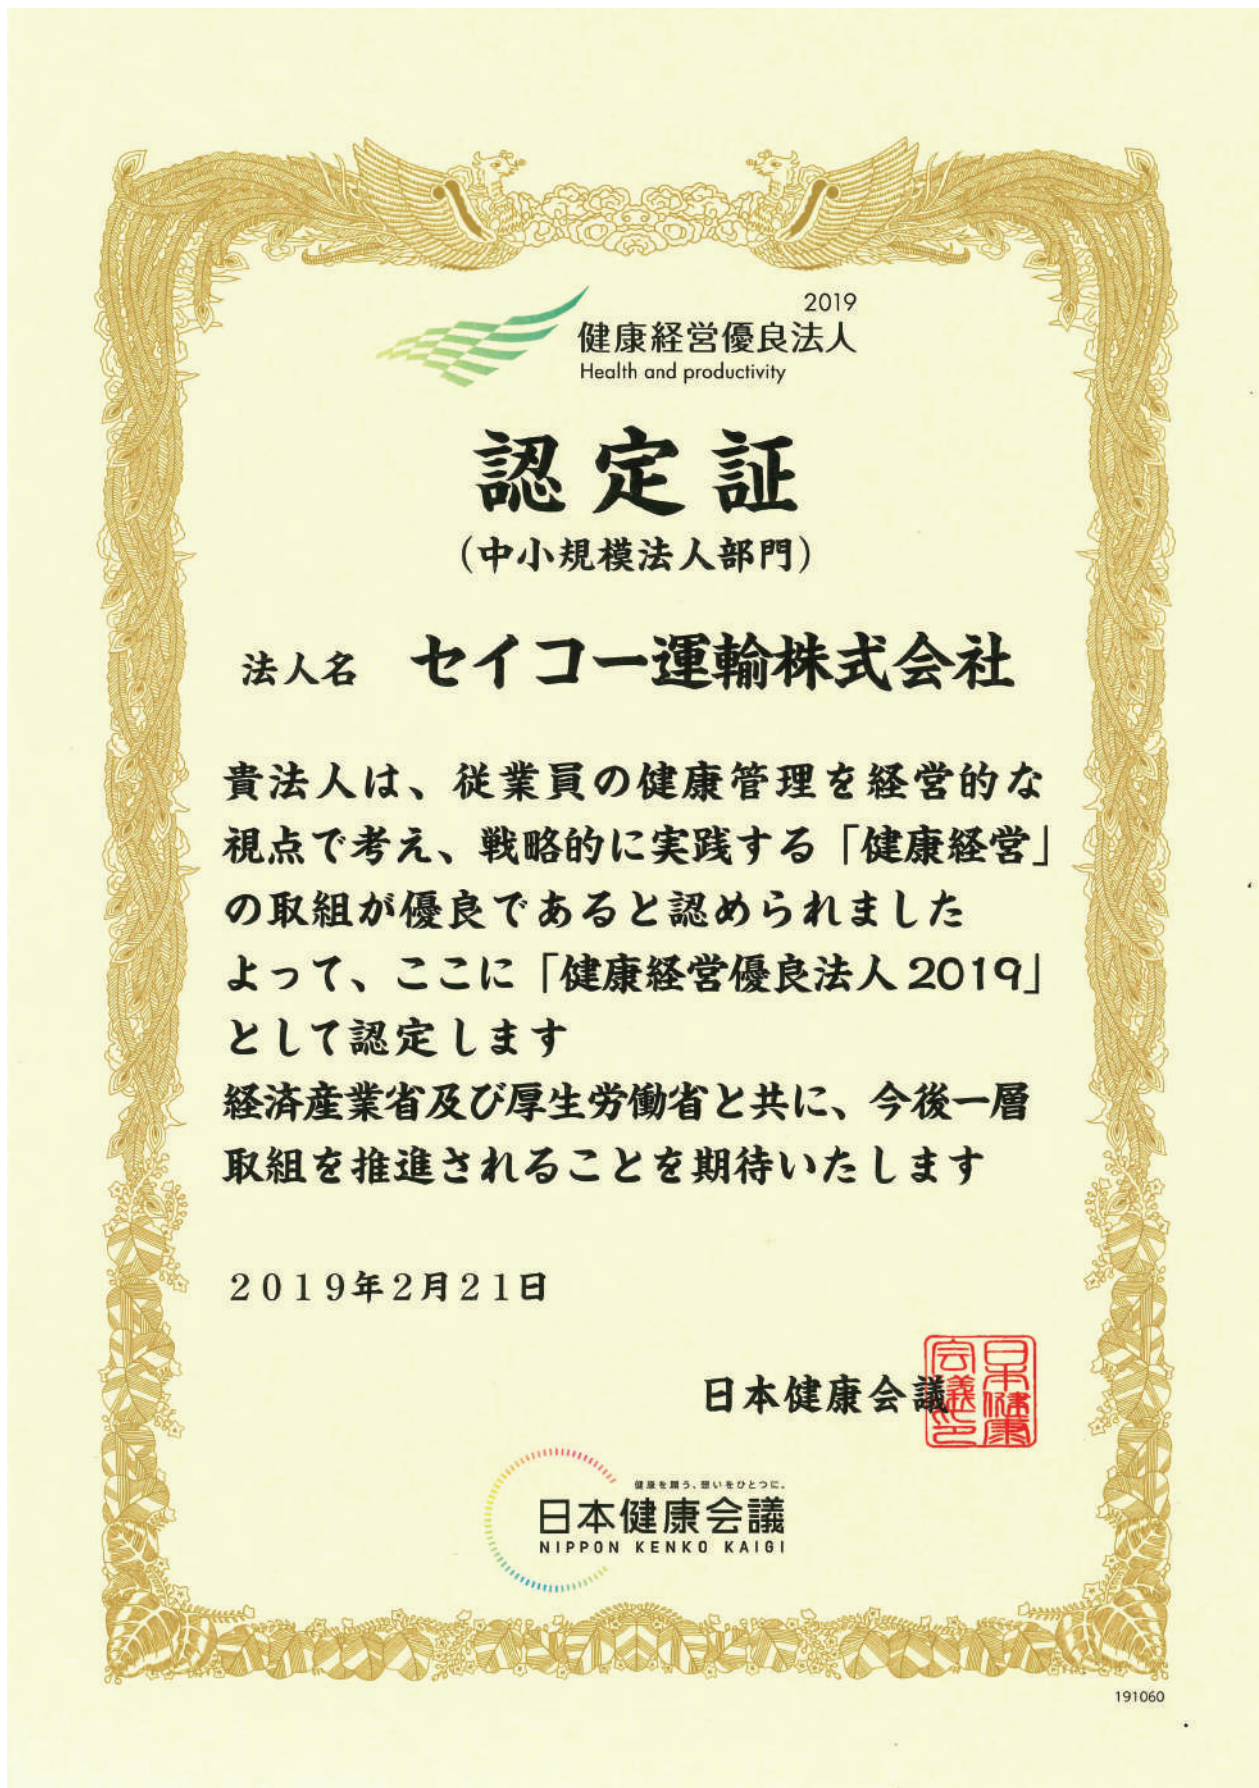 2019
健康経営優良法人
Health and productivity
認定証
(中小規模法人部門)
法人名 セイコー運輸株式会社
貴法人は、従業員の健康管理を経営的な
視点で考え、戦略的に実践する「健康経営」
の取組が優良であると認められました
よって、ここに「健康経営優良法人2019」
として認定します
経済産業省及び厚生労働省と共に、今後一層
取組を推進されることを期待いたします
2019年2月21日
日本健康会議
日本健康会議之印
健康を願う、想いをひとつに。
日本健康会議
NIPPON KENKO KAIGI
191060